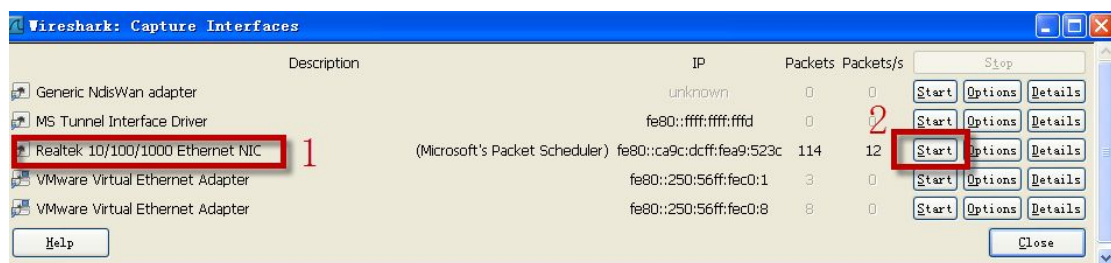 Wireshark: Capture Interfaces
Description IP Packets Packets/s Stop
Generic NdisWan adapter unknown 0 0 Start Options Details
MS Tunnel Interface Driver fe80::ffff:ffff:fffd 0 0 Start Options Details
2
Realtek 10/100/1000 Ethernet NIC 1 (Microsoft's Packet Scheduler) fe80::ca9c:dcff:fea9:523c 114 12 Start Options Details
VMware Virtual Ethernet Adapter fe80::250:56ff:fec0:1 3 0 Start Options Details
VMware Virtual Ethernet Adapter fe80::250:56ff:fec0:8 8 0 Start Options Details
Help Close